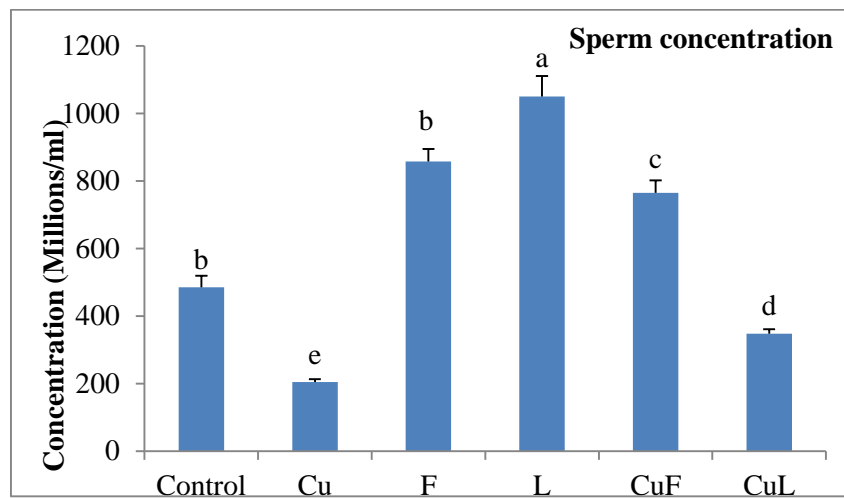 Sperm concentration
Concentration (Millions/ml)
1200
1000
800
600
400
200
0
b
e
b
a
c
d
Control Cu F L CuF CuL